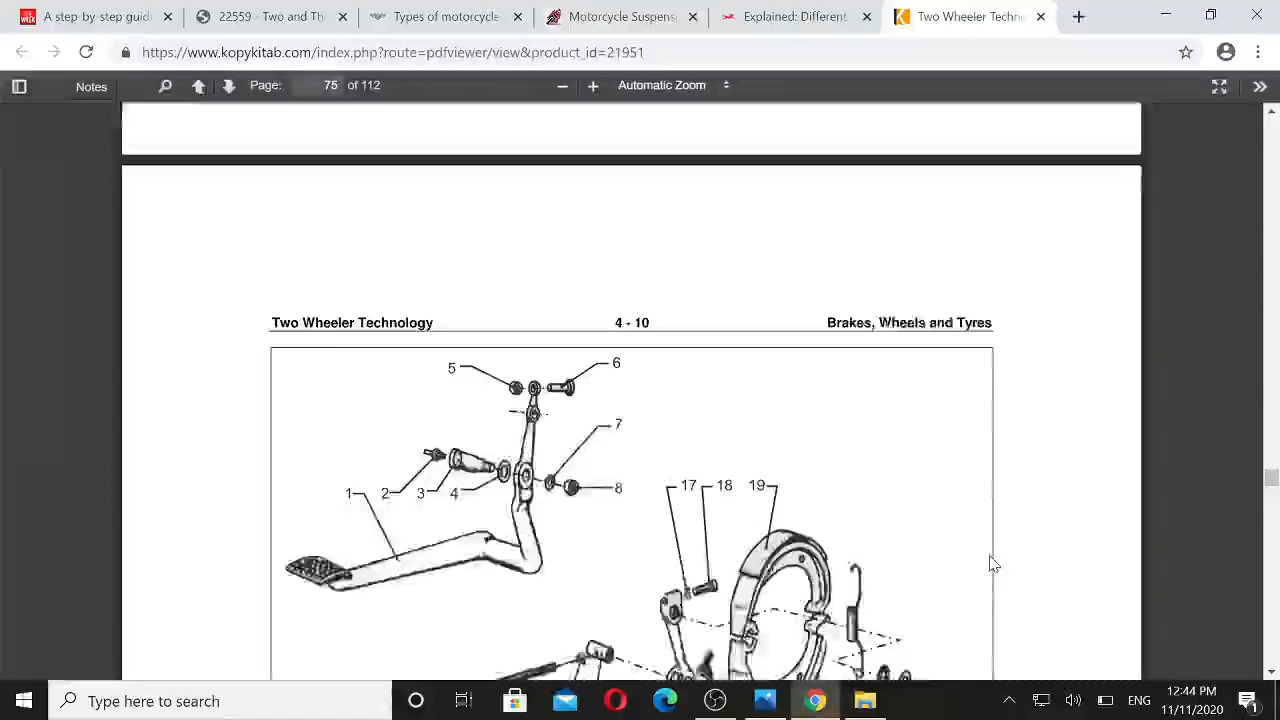 A step-by-step guid
22559 - Two and Th
Types of motorcycle
Motorcycle Suspens
Explained: Different
Two Wheeler Techno
https://www.kopykitab.com/index.php?route=pdfviewer/view&product_id=21951
Notes
Page: 75 of 112
Automatic Zoom
Two Wheeler Technology 4 - 10 Brakes, Wheels and Tyres
5 6
7
1 2 3 4 8
17 18 19
Type here to search
ENG
12:44 PM
11/11/2020
1